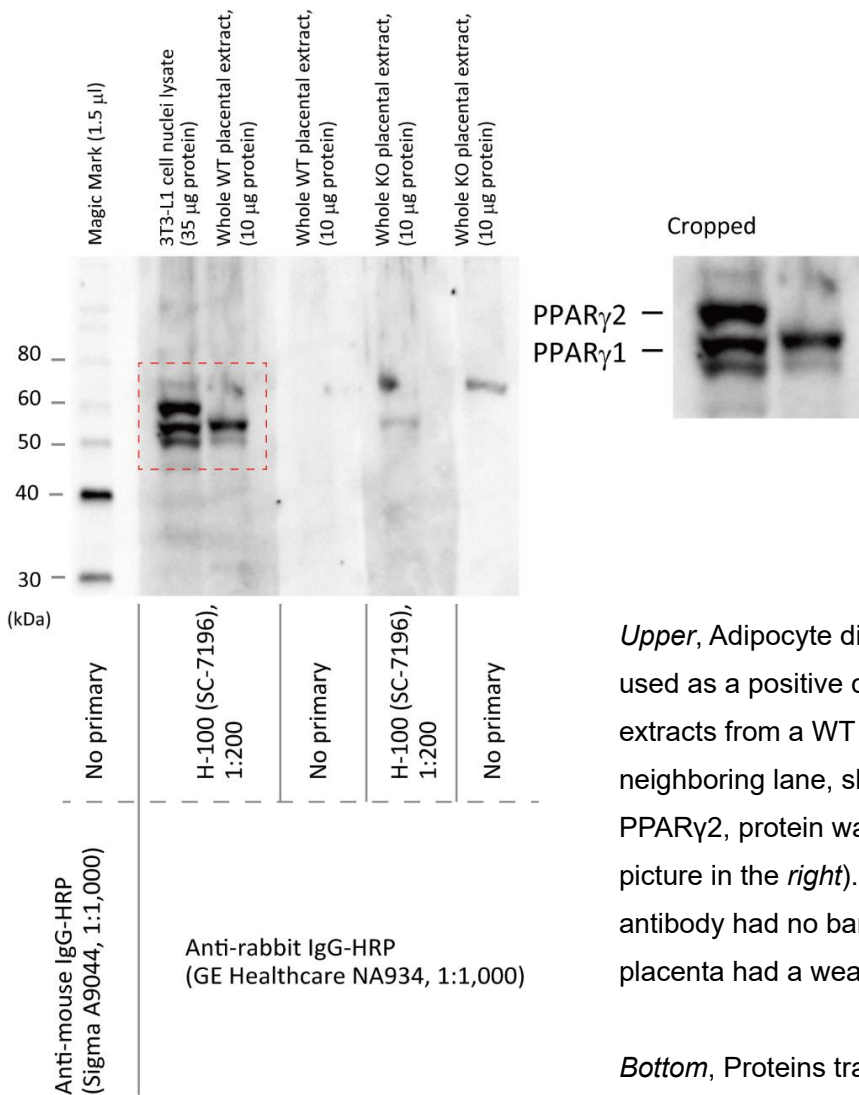 Magic Mark (1.5 µl)
3T3-L1 cell nuclei lysate
(35 µg protein)
Whole WT placental extract,
(10 µg protein)
Whole WT placental extract,
(10 µg protein)
Whole KO placental extract,
(10 µg protein)
Whole KO placental extract,
(10 µg protein)
Cropped
PPARγ2 –
PPARγ1 –
80 –
60 –
50 –
40 –
30 –
(kDa)
No primary
H-100 (SC-7196),
1:200
No primary
H-100 (SC-7196),
1:200
No primary
Anti-mouse IgG-HRP
(Sigma A9044, 1:1,000)
Anti-rabbit IgG-HRP
(GE Healthcare NA934, 1:1,000)
Upper, Adipocyte di
used as a positive c
extracts from a WT
neighboring lane, sl
PPARγ2, protein wa
picture in the right).
antibody had no bar
placenta had a wea
Bottom, Proteins tra